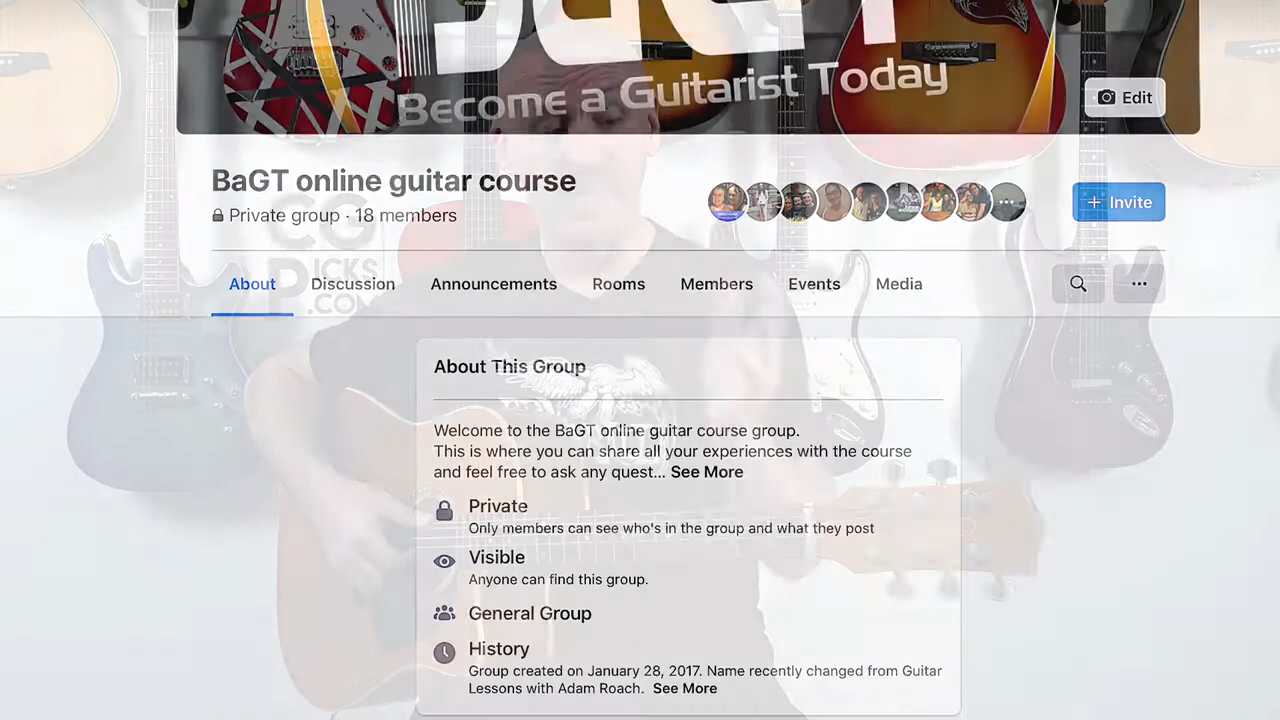 BaGT
Become a Guitarist Today
Edit
BaGT online guitar course
Private group · 18 members
+ Invite
CG
PICKS
.COM
About Discussion Announcements Rooms Members Events Media
About This Group
Welcome to the BaGT online guitar course group.
This is where you can share all your experiences with the course
and feel free to ask any quest... See More
Private
Only members can see who's in the group and what they post
Visible
Anyone can find this group.
General Group
History
Group created on January 28, 2017. Name recently changed from Guitar
Lessons with Adam Roach. See More